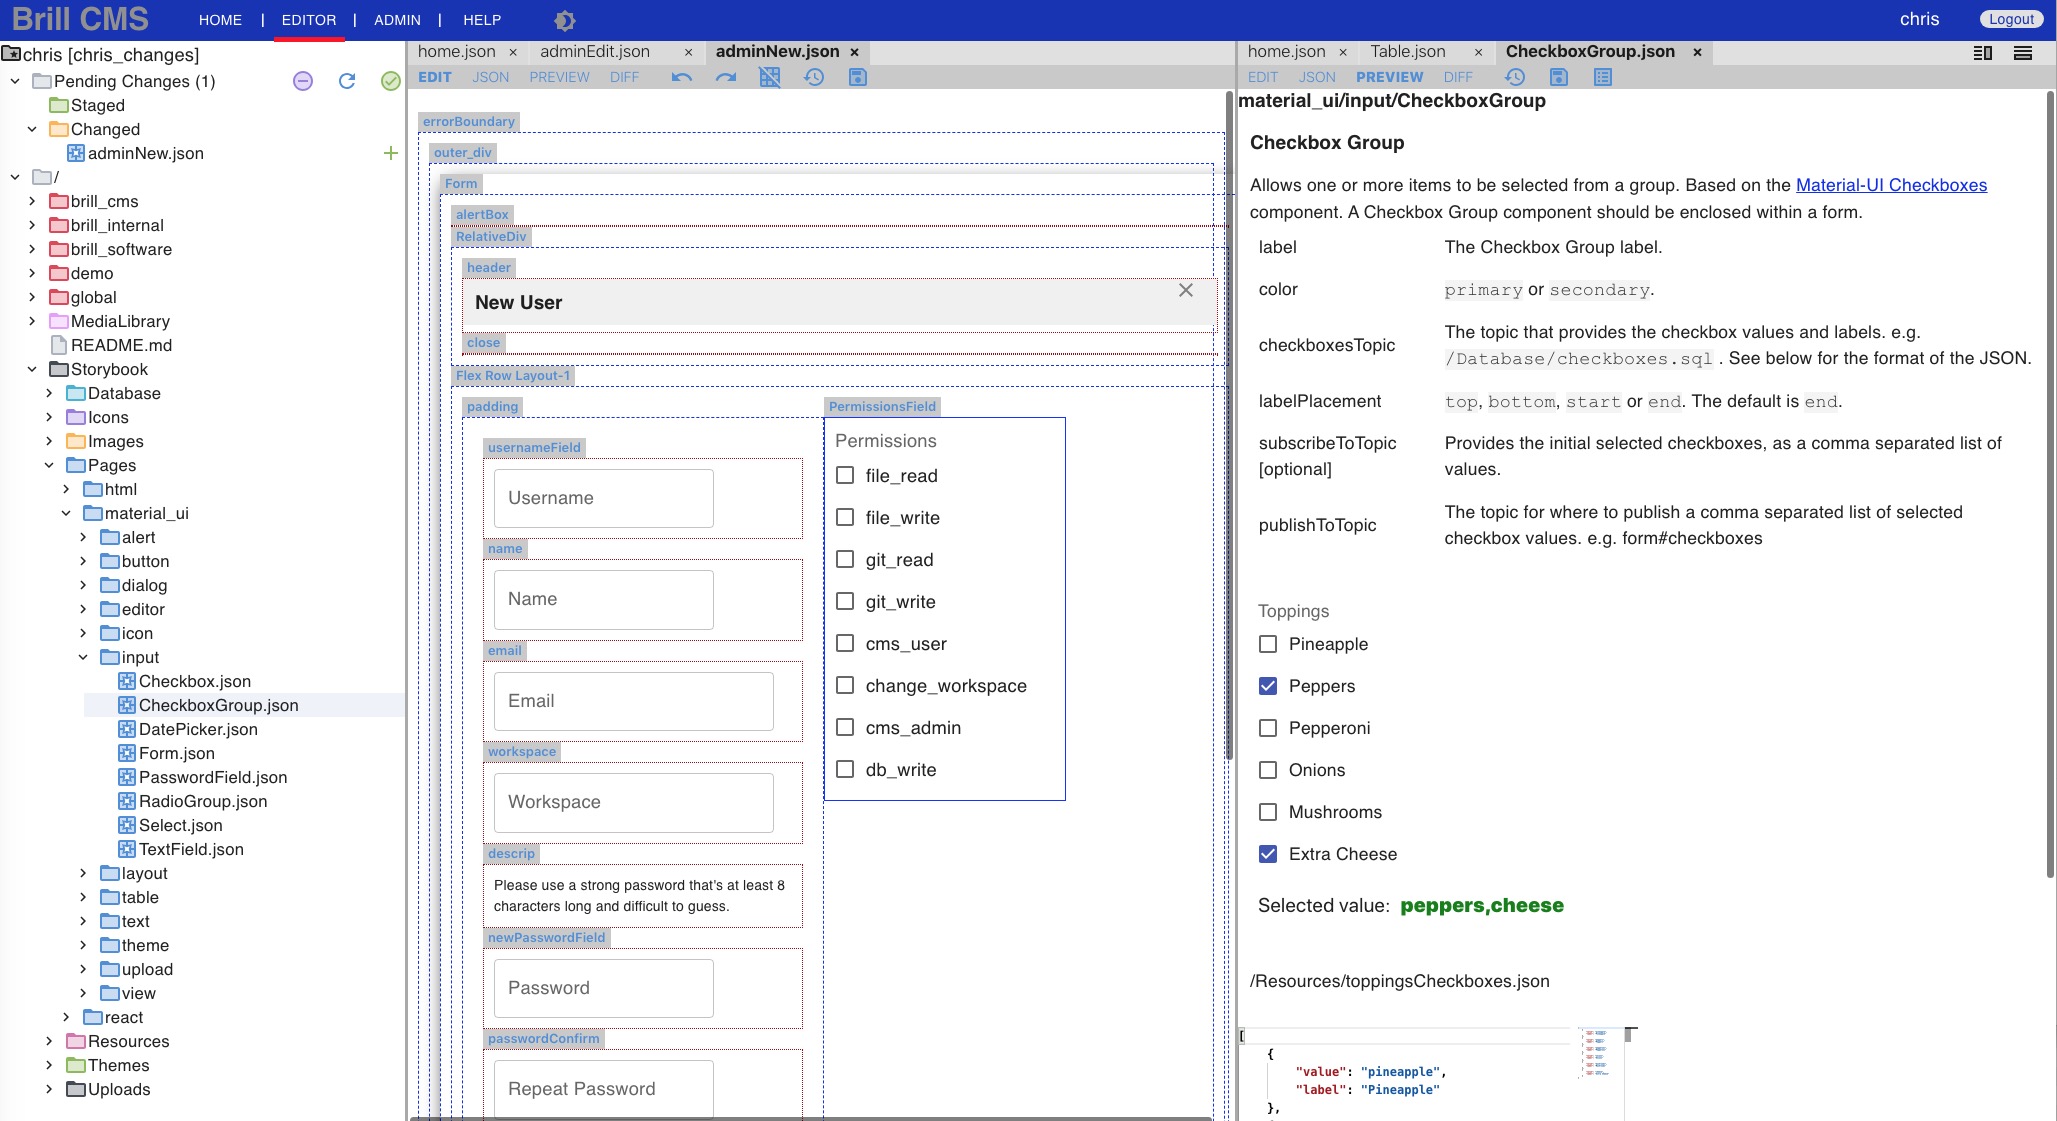 Brill CMS
HOME | EDITOR | ADMIN | HELP
chris
Logout
chris [chris_changes]
Pending Changes (1)
Staged
Changed
adminNew.json
/
brill_cms
brill_internal
brill_software
demo
global
MediaLibrary
README.md
Storybook
Database
Icons
Images
Pages
html
material_ui
alert
button
dialog
editor
icon
input
Checkbox.json
CheckboxGroup.json
DatePicker.json
Form.json
PasswordField.json
RadioGroup.json
Select.json
TextField.json
layout
table
text
theme
upload
view
react
Resources
Themes
Uploads
home.json × adminEdit.json × adminNew.json ×
EDIT JSON PREVIEW DIFF
errorBoundary
outer_div
Form
alertBox
RelativeDiv
header
New User
close
Flex Row Layout-1
padding
usernameField
Username
name
Name
email
Email
workspace
Workspace
descrip
Please use a strong password that's at least 8
characters long and difficult to guess.
newPasswordField
Password
passwordConfirm
Repeat Password
PermissionsField
Permissions
file_read
file_write
git_read
git_write
cms_user
change_workspace
cms_admin
db_write
home.json × Table.json × CheckboxGroup.json ×
EDIT JSON PREVIEW DIFF
material_ui/input/CheckboxGroup
Checkbox Group
Allows one or more items to be selected from a group. Based on the Material-UI Checkboxes
component. A Checkbox Group component should be enclosed within a form.
label The Checkbox Group label.
color primary or secondary.
checkboxesTopic The topic that provides the checkbox values and labels. e.g.
/Database/checkboxes.sql . See below for the format of the JSON.
labelPlacement top, bottom, start or end. The default is end.
subscribeToTopic Provides the initial selected checkboxes, as a comma separated list of
[optional] values.
publishToTopic The topic for where to publish a comma separated list of selected
checkbox values. e.g. form#checkboxes
Toppings
Pineapple
Peppers
Pepperoni
Onions
Mushrooms
Extra Cheese
Selected value: peppers,cheese
/Resources/toppingsCheckboxes.json
[
{
"value": "pineapple",
"label": "Pineapple"
},